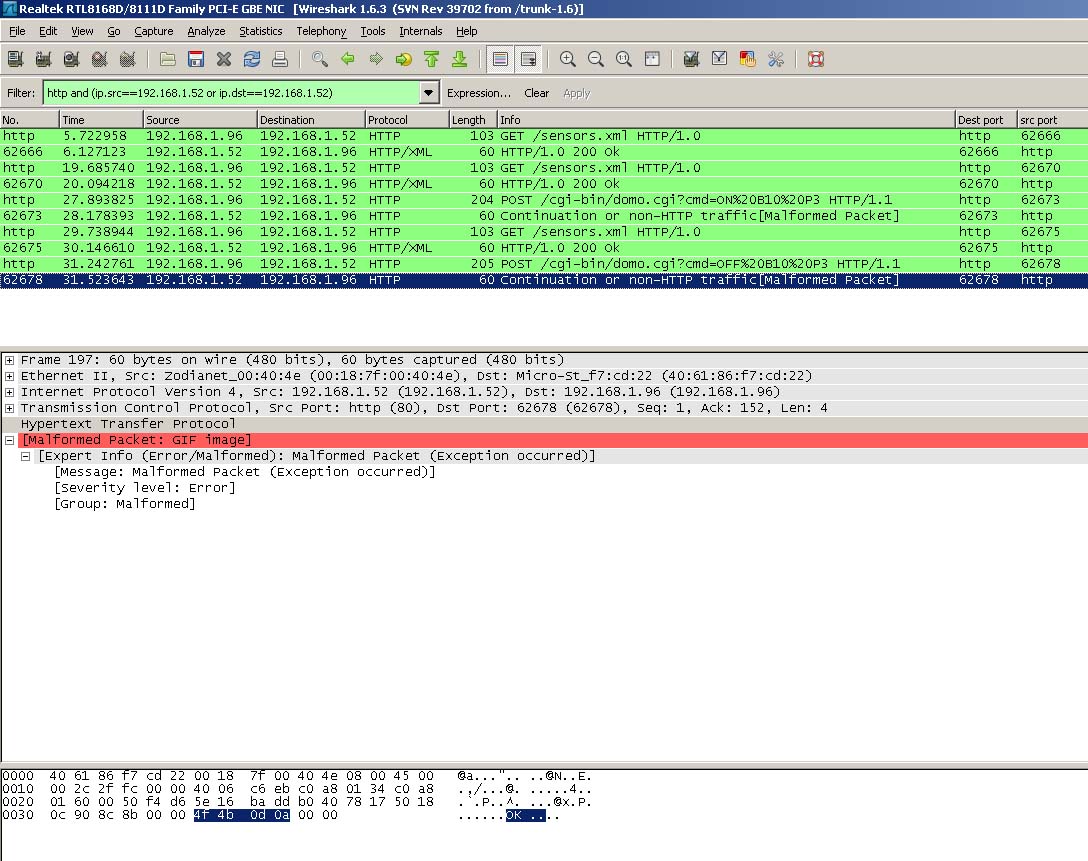 Realtek RTL8168D/8111D Family PCI-E GBE NIC [Wireshark 1.6.3 (SVN Rev 39702 from /trunk-1.6)]
File Edit View Go Capture Analyze Statistics Telephony Tools Internals Help
Filter: http and (ip.src==192.168.1.52 or ip.dst==192.168.1.52) Expression... Clear Apply
No. Time Source Destination Protocol Length Info Dest port src port
http 5.722958 192.168.1.96 192.168.1.52 HTTP 103 GET /sensors.xml HTTP/1.0 http 62666
62666 6.127123 192.168.1.52 192.168.1.96 HTTP/XML 60 HTTP/1.0 200 Ok 62666 http
http 19.685740 192.168.1.96 192.168.1.52 HTTP 103 GET /sensors.xml HTTP/1.0 http 62670
62670 20.094218 192.168.1.52 192.168.1.96 HTTP/XML 60 HTTP/1.0 200 Ok 62670 http
http 27.893825 192.168.1.96 192.168.1.52 HTTP 204 POST /cgi-bin/domo.cgi?cmd=ON%20B10%20P3 HTTP/1.1 http 62673
62673 28.178393 192.168.1.52 192.168.1.96 HTTP 60 Continuation or non-HTTP traffic[Malformed Packet] 62673 http
http 29.738944 192.168.1.96 192.168.1.52 HTTP 103 GET /sensors.xml HTTP/1.0 http 62675
62675 30.146610 192.168.1.52 192.168.1.96 HTTP/XML 60 HTTP/1.0 200 Ok 62675 http
http 31.242761 192.168.1.96 192.168.1.52 HTTP 205 POST /cgi-bin/domo.cgi?cmd=OFF%20B10%20P3 HTTP/1.1 http 62678
62678 31.523643 192.168.1.52 192.168.1.96 HTTP 60 Continuation or non-HTTP traffic[Malformed Packet] 62678 http
Frame 197: 60 bytes on wire (480 bits), 60 bytes captured (480 bits)
Ethernet II, Src: Zodianet_00:40:4e (00:18:7f:00:40:4e), Dst: Micro-St_f7:cd:22 (40:61:86:f7:cd:22)
Internet Protocol Version 4, Src: 192.168.1.52 (192.168.1.52), Dst: 192.168.1.96 (192.168.1.96)
Transmission Control Protocol, Src Port: http (80), Dst Port: 62678 (62678), Seq: 1, Ack: 152, Len: 4
Hypertext Transfer Protocol
[Malformed Packet: GIF image]
[Expert Info (Error/Malformed): Malformed Packet (Exception occurred)]
[Message: Malformed Packet (Exception occurred)]
[Severity level: Error]
[Group: Malformed]
0000 40 61 86 f7 cd 22 00 18 7f 00 40 4e 08 00 45 00 @a...".. ..@N..E.
0010 00 2c 2f fc 00 00 40 06 c6 eb c0 a8 01 34 c0 a8 .,/...@. .....4..
0020 01 60 00 50 f4 d6 5e 16 ba dd b0 40 78 17 50 18 .`.P..^. ...@x.P.
0030 0c 90 8c 8b 00 00 4f 4b 0d 0a 00 00 ......OK ....